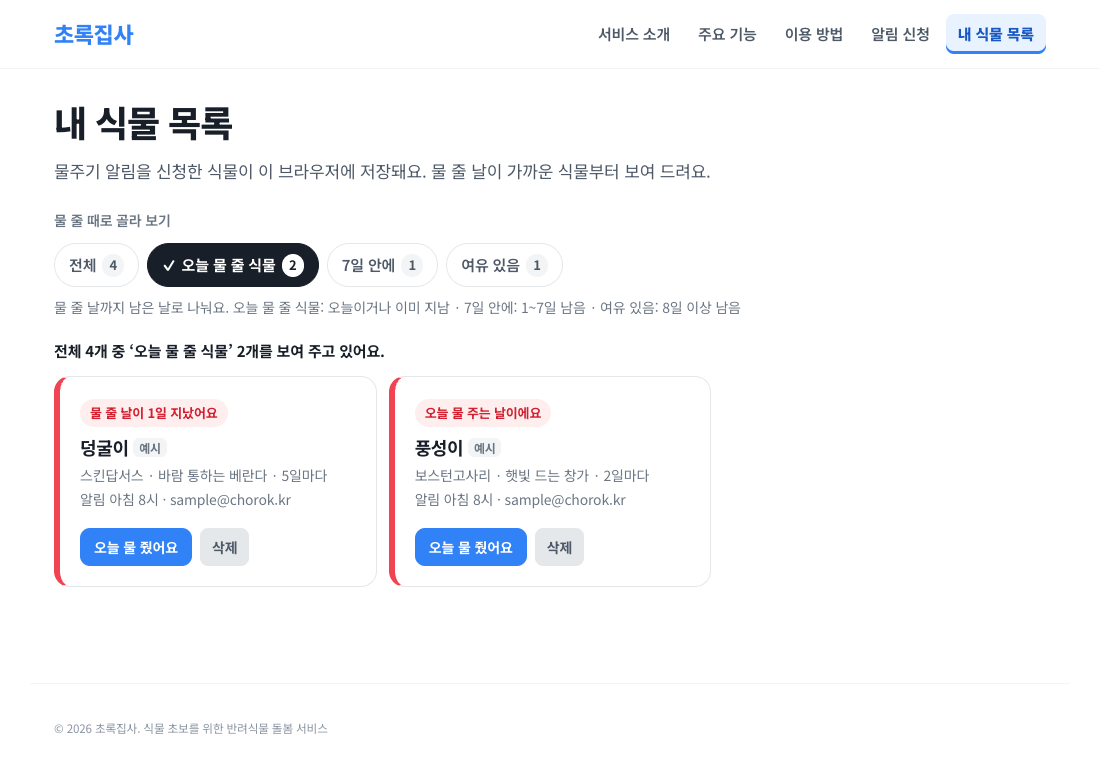 초록집사
서비스 소개
주요 기능
이용 방법
알림 신청
내 식물 목록
내 식물 목록
물주기 알림을 신청한 식물이 이 브라우저에 저장돼요. 물 줄 날이 가까운 식물부터 보여 드려요.
물 줄 때로 골라 보기
전체 4
✓ 오늘 물 줄 식물 2
7일 안에 1
여유 있음 1
물 줄 날까지 남은 날로 나눠요. 오늘 물 줄 식물: 오늘이거나 이미 지남 · 7일 안에: 1~7일 남음 · 여유 있음: 8일 이상 남음
전체 4개 중 ‘오늘 물 줄 식물’ 2개를 보여 주고 있어요.
물 줄 날이 1일 지났어요
덩굴이 예시
스킨답서스 · 바람 통하는 베란다 · 5일마다
알림 아침 8시 · sample@chorok.kr
오늘 물 줬어요
삭제
오늘 물 주는 날이에요
풍성이 예시
보스턴고사리 · 햇빛 드는 창가 · 2일마다
알림 아침 8시 · sample@chorok.kr
오늘 물 줬어요
삭제
© 2026 초록집사. 식물 초보를 위한 반려식물 돌봄 서비스